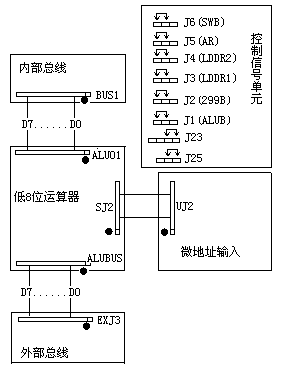 J6(SWB)
J5(AR)
J4(LDDR2)
J3(LDDR1)
J2(299B)
J1(ALUB)
J23
J25
控制信号单元
内部总线
BUS1
D7......D0
ALUO1
低8位运算器
SJ2
UJ2
微地址输入
ALUBUS
D7......D0
EXJ3
外部总线